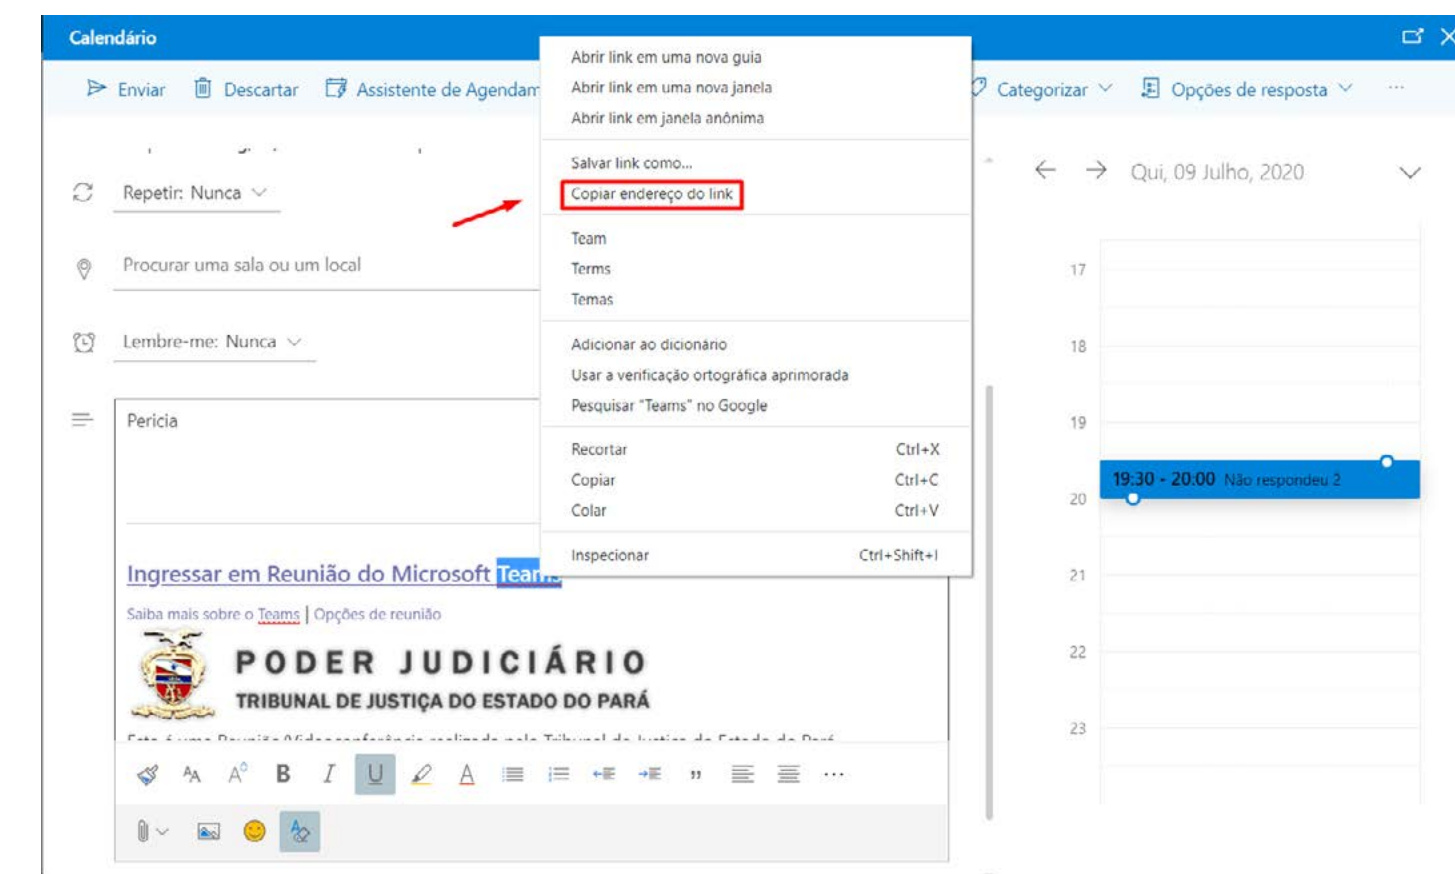 Calendário
Enviar Descartar Assistente de Agendam Categorizar Opções de resposta ...
Repetir: Nunca
Procurar uma sala ou um local
Lembre-me: Nunca
Pericia
Ingressar em Reunião do Microsoft Teams
Saiba mais sobre o Teams | Opções de reunião
PODER JUDICIÁRIO
TRIBUNAL DE JUSTIÇA DO ESTADO DO PARÁ
Abrir link em uma nova guia
Abrir link em uma nova janela
Abrir link em janela anônima
Salvar link como...
Copiar endereço do link
Team
Terms
Temas
Adicionar ao dicionário
Usar a verificação ortográfica aprimorada
Pesquisar "Teams" no Google
Recortar Ctrl+X
Copiar Ctrl+C
Colar Ctrl+V
Inspecionar Ctrl+Shift+I
Qui, 09 Julho, 2020
17
18
19
19:30 - 20:00 Não respondeu 2
20
21
22
23